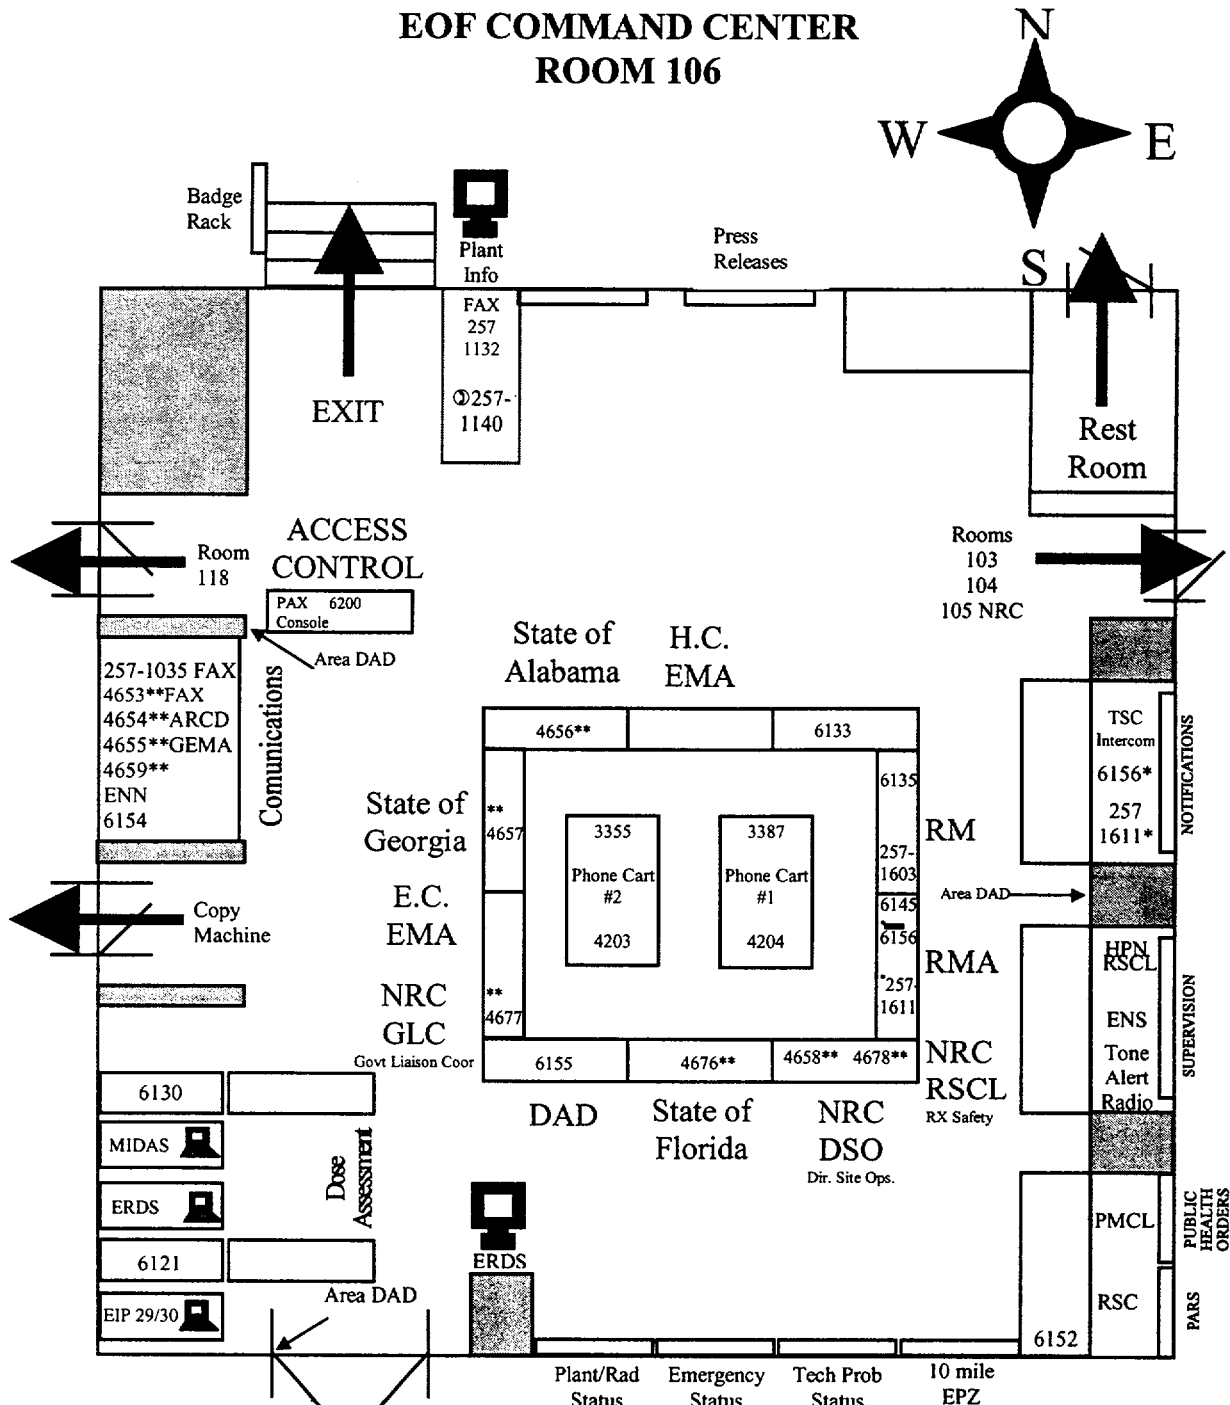 EOF COMMAND CENTER
ROOM 106
N
W
E
S
Badge
Rack
Plant
Info
Press
Releases
FAX
257
1132
②257-
1140
EXIT
Rest
Room
Room
118
ACCESS
CONTROL
PAX 6200
Console
Area DAD
Rooms
103
104
105 NRC
257-1035 FAX
4653**FAX
4654**ARCD
4655**GEMA
4659**
ENN
6154
Comunications
State of
Alabama
H.C.
EMA
4656**
6133
6135
State of
Georgia
**
4657
3355
Phone Cart
#2
4203
3387
Phone Cart
#1
4204
257-
1603
RM
TSC
Intercom
6156*
257
1611*
NOTIFICATIONS
Area DAD
E.C.
EMA
Copy
Machine
6145
6156
*257-
1611
RMA
HPN
RSCL
ENS
Tone
Alert
Radio
SUPERVISION
NRC
GLC
Govt Liaison Coor
**
4677
6155
4676**
4658** 4678**
NRC
RSCL
RX Safety
DAD
State of
Florida
NRC
DSO
Dir. Site Ops.
6130
MIDAS
ERDS
6121
EIP 29/30
Dose
Assessment
Area DAD
ERDS
PMCL
PUBLIC
HEALTH
ORDERS
RSC
PARS
6152
Plant/Rad
Status
Emergency
Status
Tech Prob
Status
10 mile
EPZ